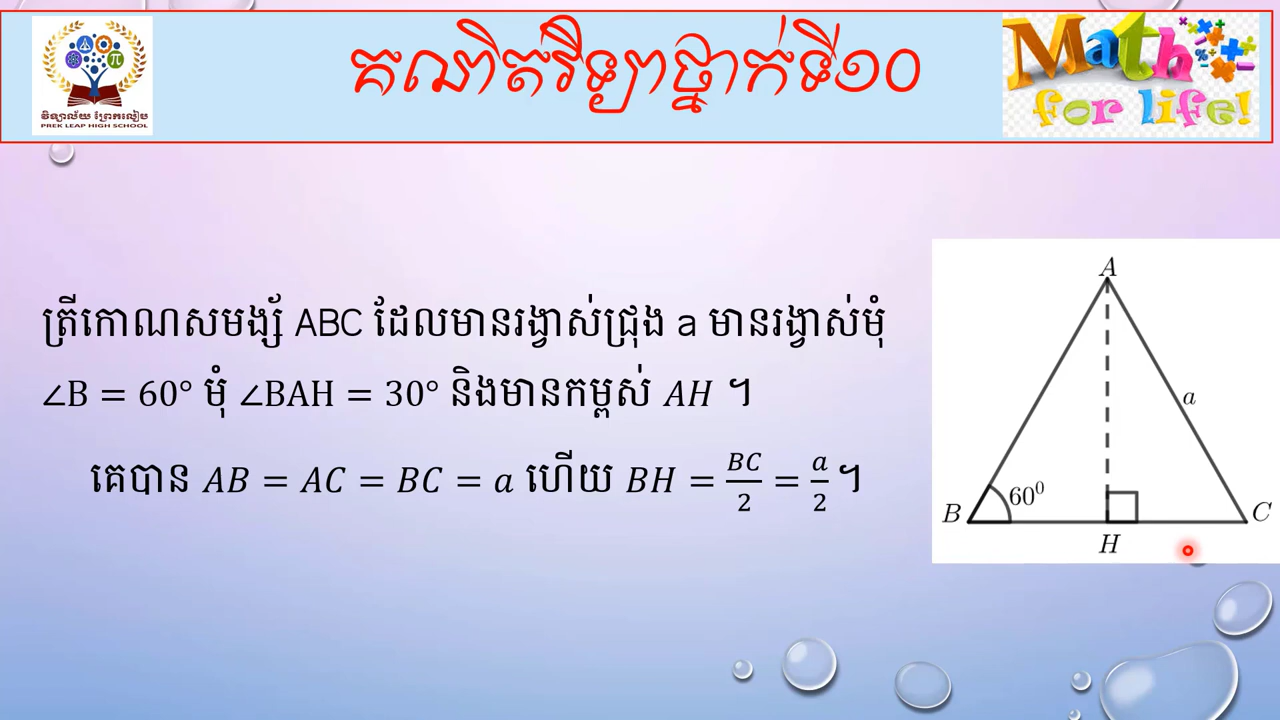 វិទ្យាល័យ ព្រែកលៀប
PREK LEAP HIGH SCHOOL
គណិតវិទ្យាថ្នាក់ទី១០
Math
for life!
ត្រីកោណសមង្ស័ ABC ដែលមានរង្វាស់ជ្រុង a មានរង្វាស់មុំ
∠B = 60° មុំ ∠BAH = 30° និងមានកម្ពស់ AH ។
គេបាន AB = AC = BC = a ហើយ BH = BC/2 = a/2 ។
A
a
B 60⁰ C
H